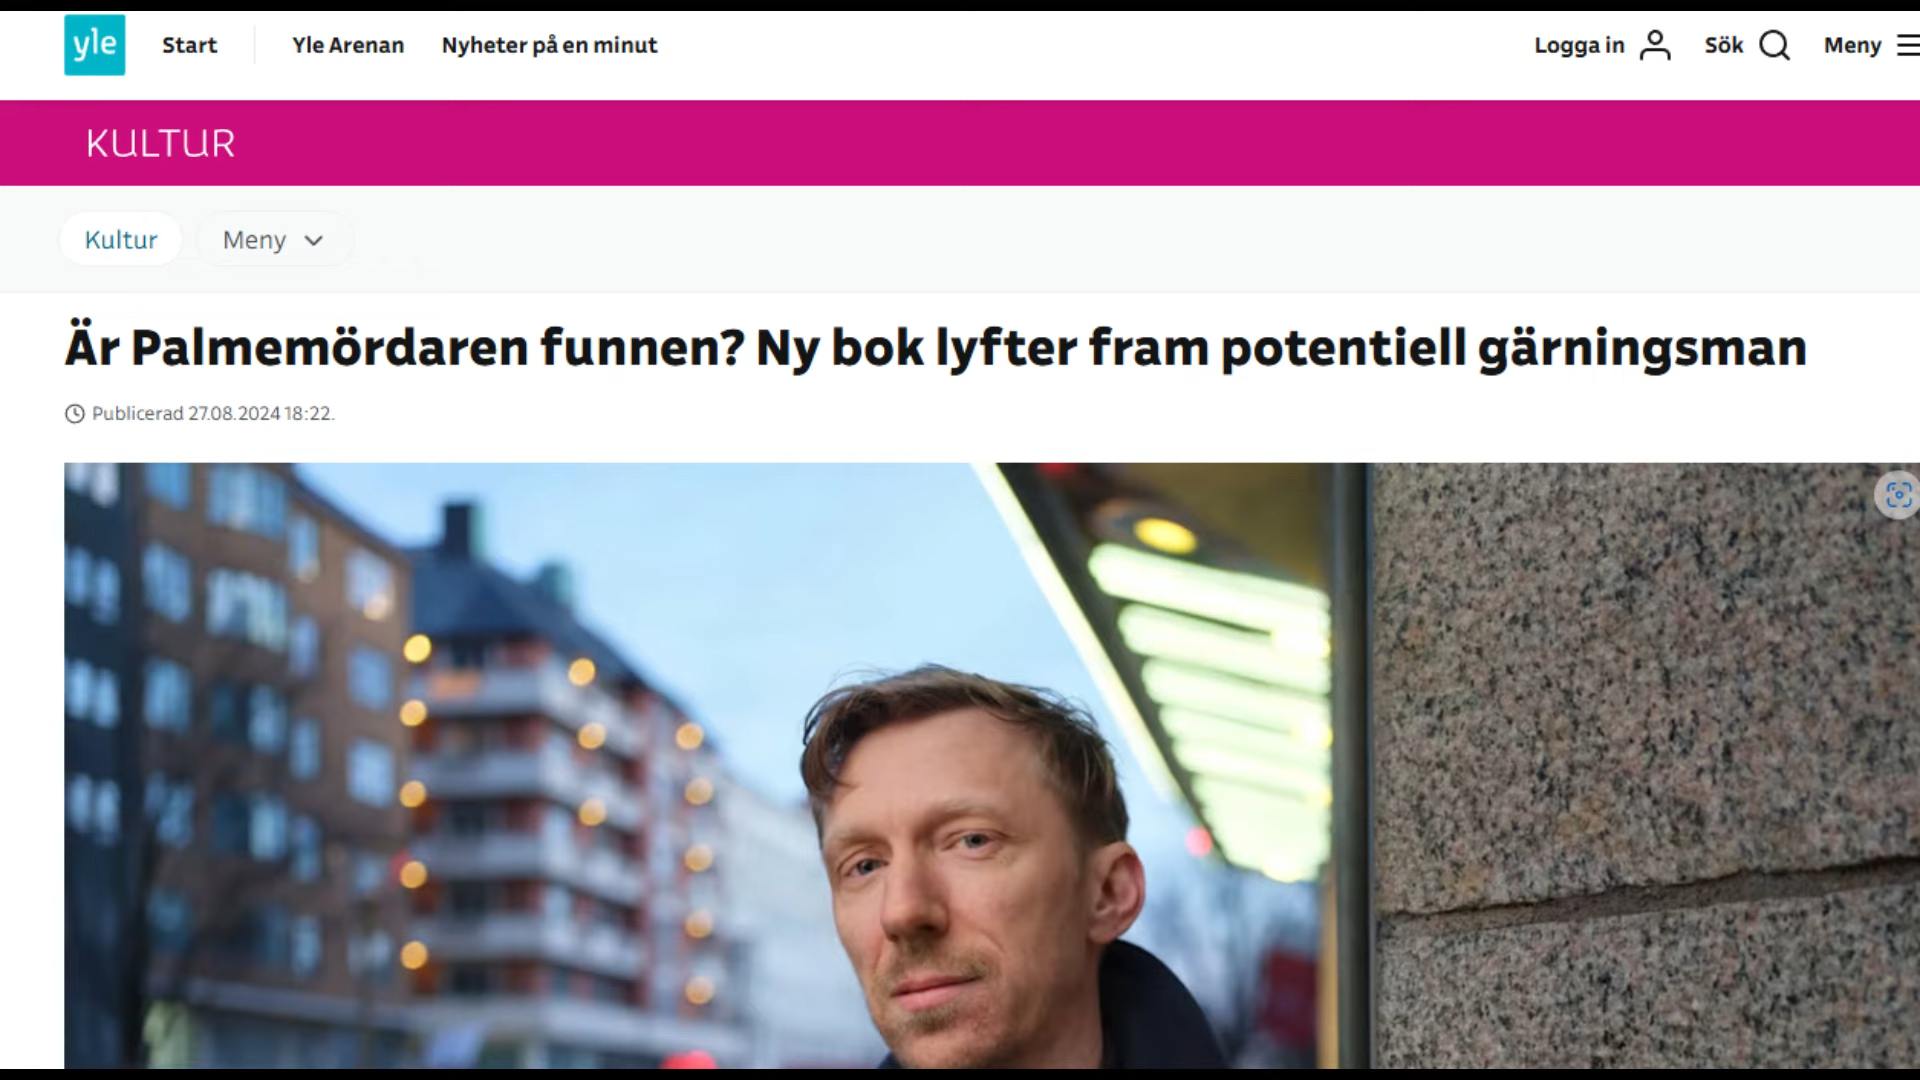 yle
Start
Yle Arenan
Nyheter på en minut
Logga in
Sök
Meny
KULTUR
Kultur
Meny
Är Palmemördaren funnen? Ny bok lyfter fram potentiell gärningsman
Publicerad 27.08.2024 18:22.